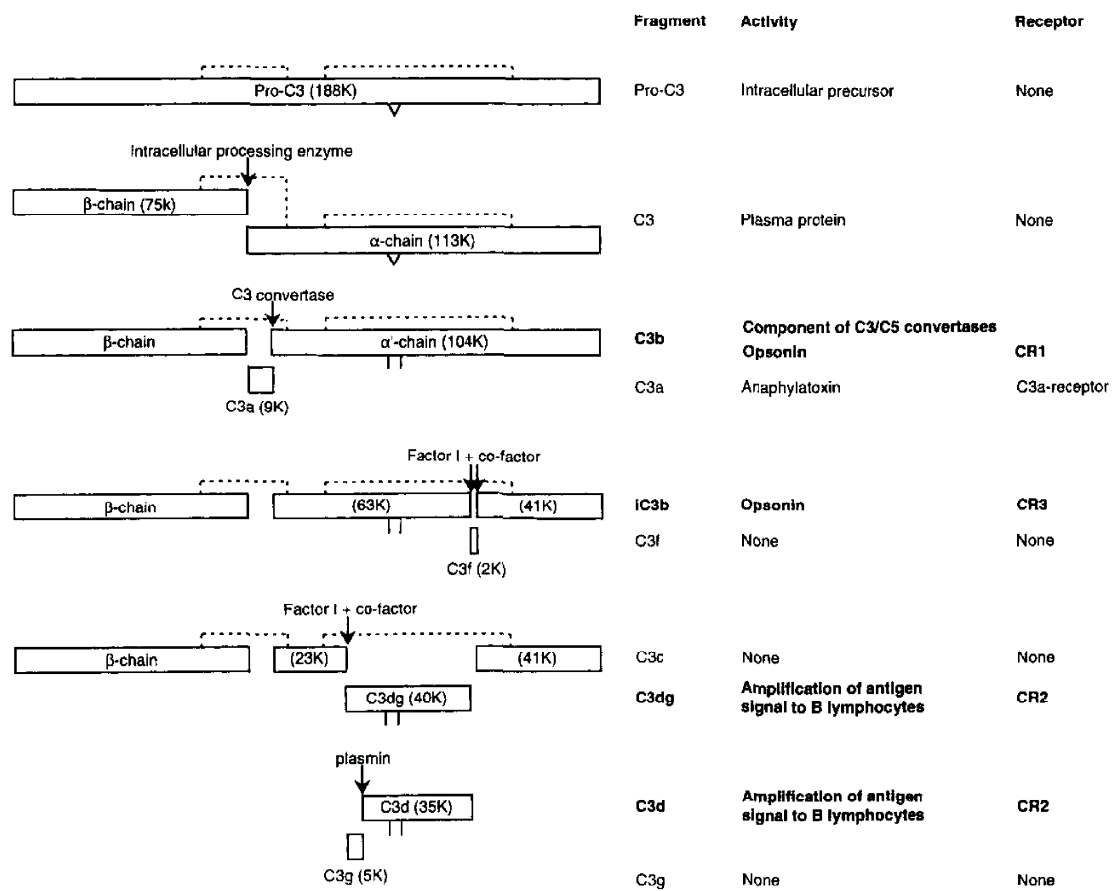 Fragment Activity Receptor
Pro-C3 (188K) Pro-C3 Intracellular precursor None
Intracellular processing enzyme
β-chain (75k)
C3 Plasma protein None
α-chain (113K)
C3 convertase
Component of C3/C5 convertases
β-chain α'-chain (104K) C3b
Opsonin CR1
C3a Anaphylatoxin C3a-receptor
C3a (9K)
Factor I + co-factor
β-chain (63K) (41K) iC3b Opsonin CR3
C3f None None
C3f (2K)
Factor I + co-factor
β-chain (23K) (41K) C3c None None
C3dg (40K) C3dg Amplification of antigen CR2
signal to B lymphocytes
plasmin
C3d (35K) C3d Amplification of antigen CR2
signal to B lymphocytes
C3g (5K) C3g None None